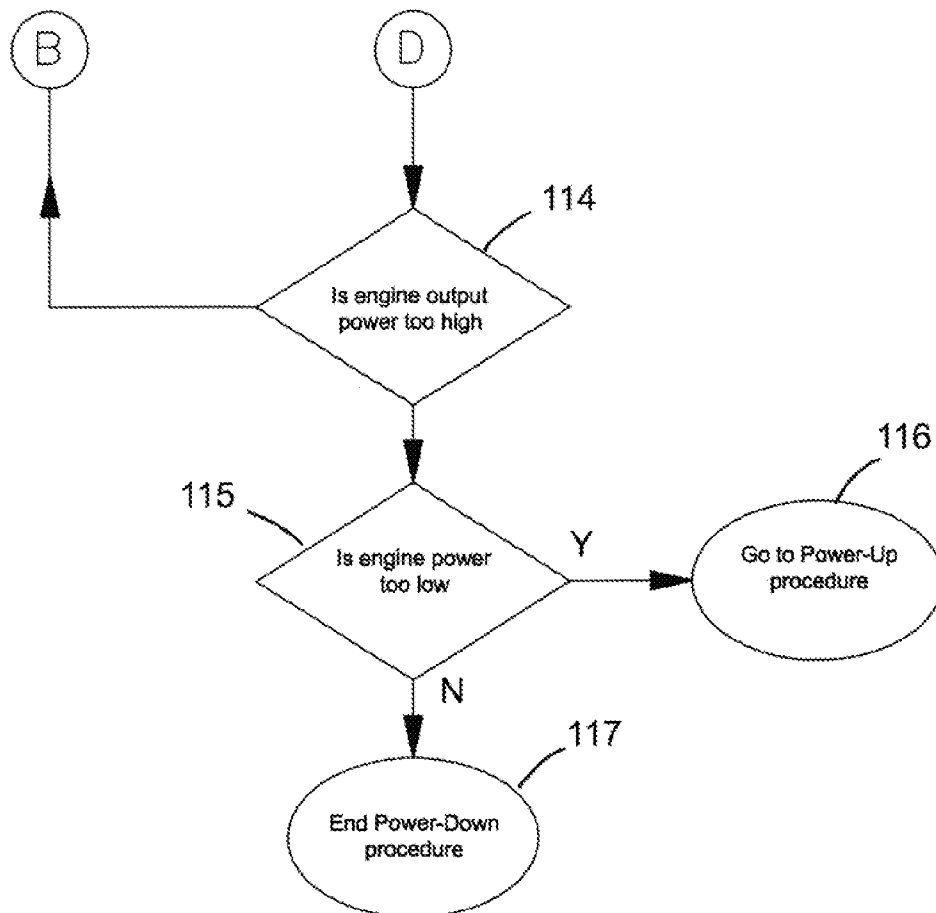 B
D
114
Is engine output
power too high
116
115
Is engine power
too low
Y
Go to Power-Up
procedure
N
117
End Power-Down
procedure